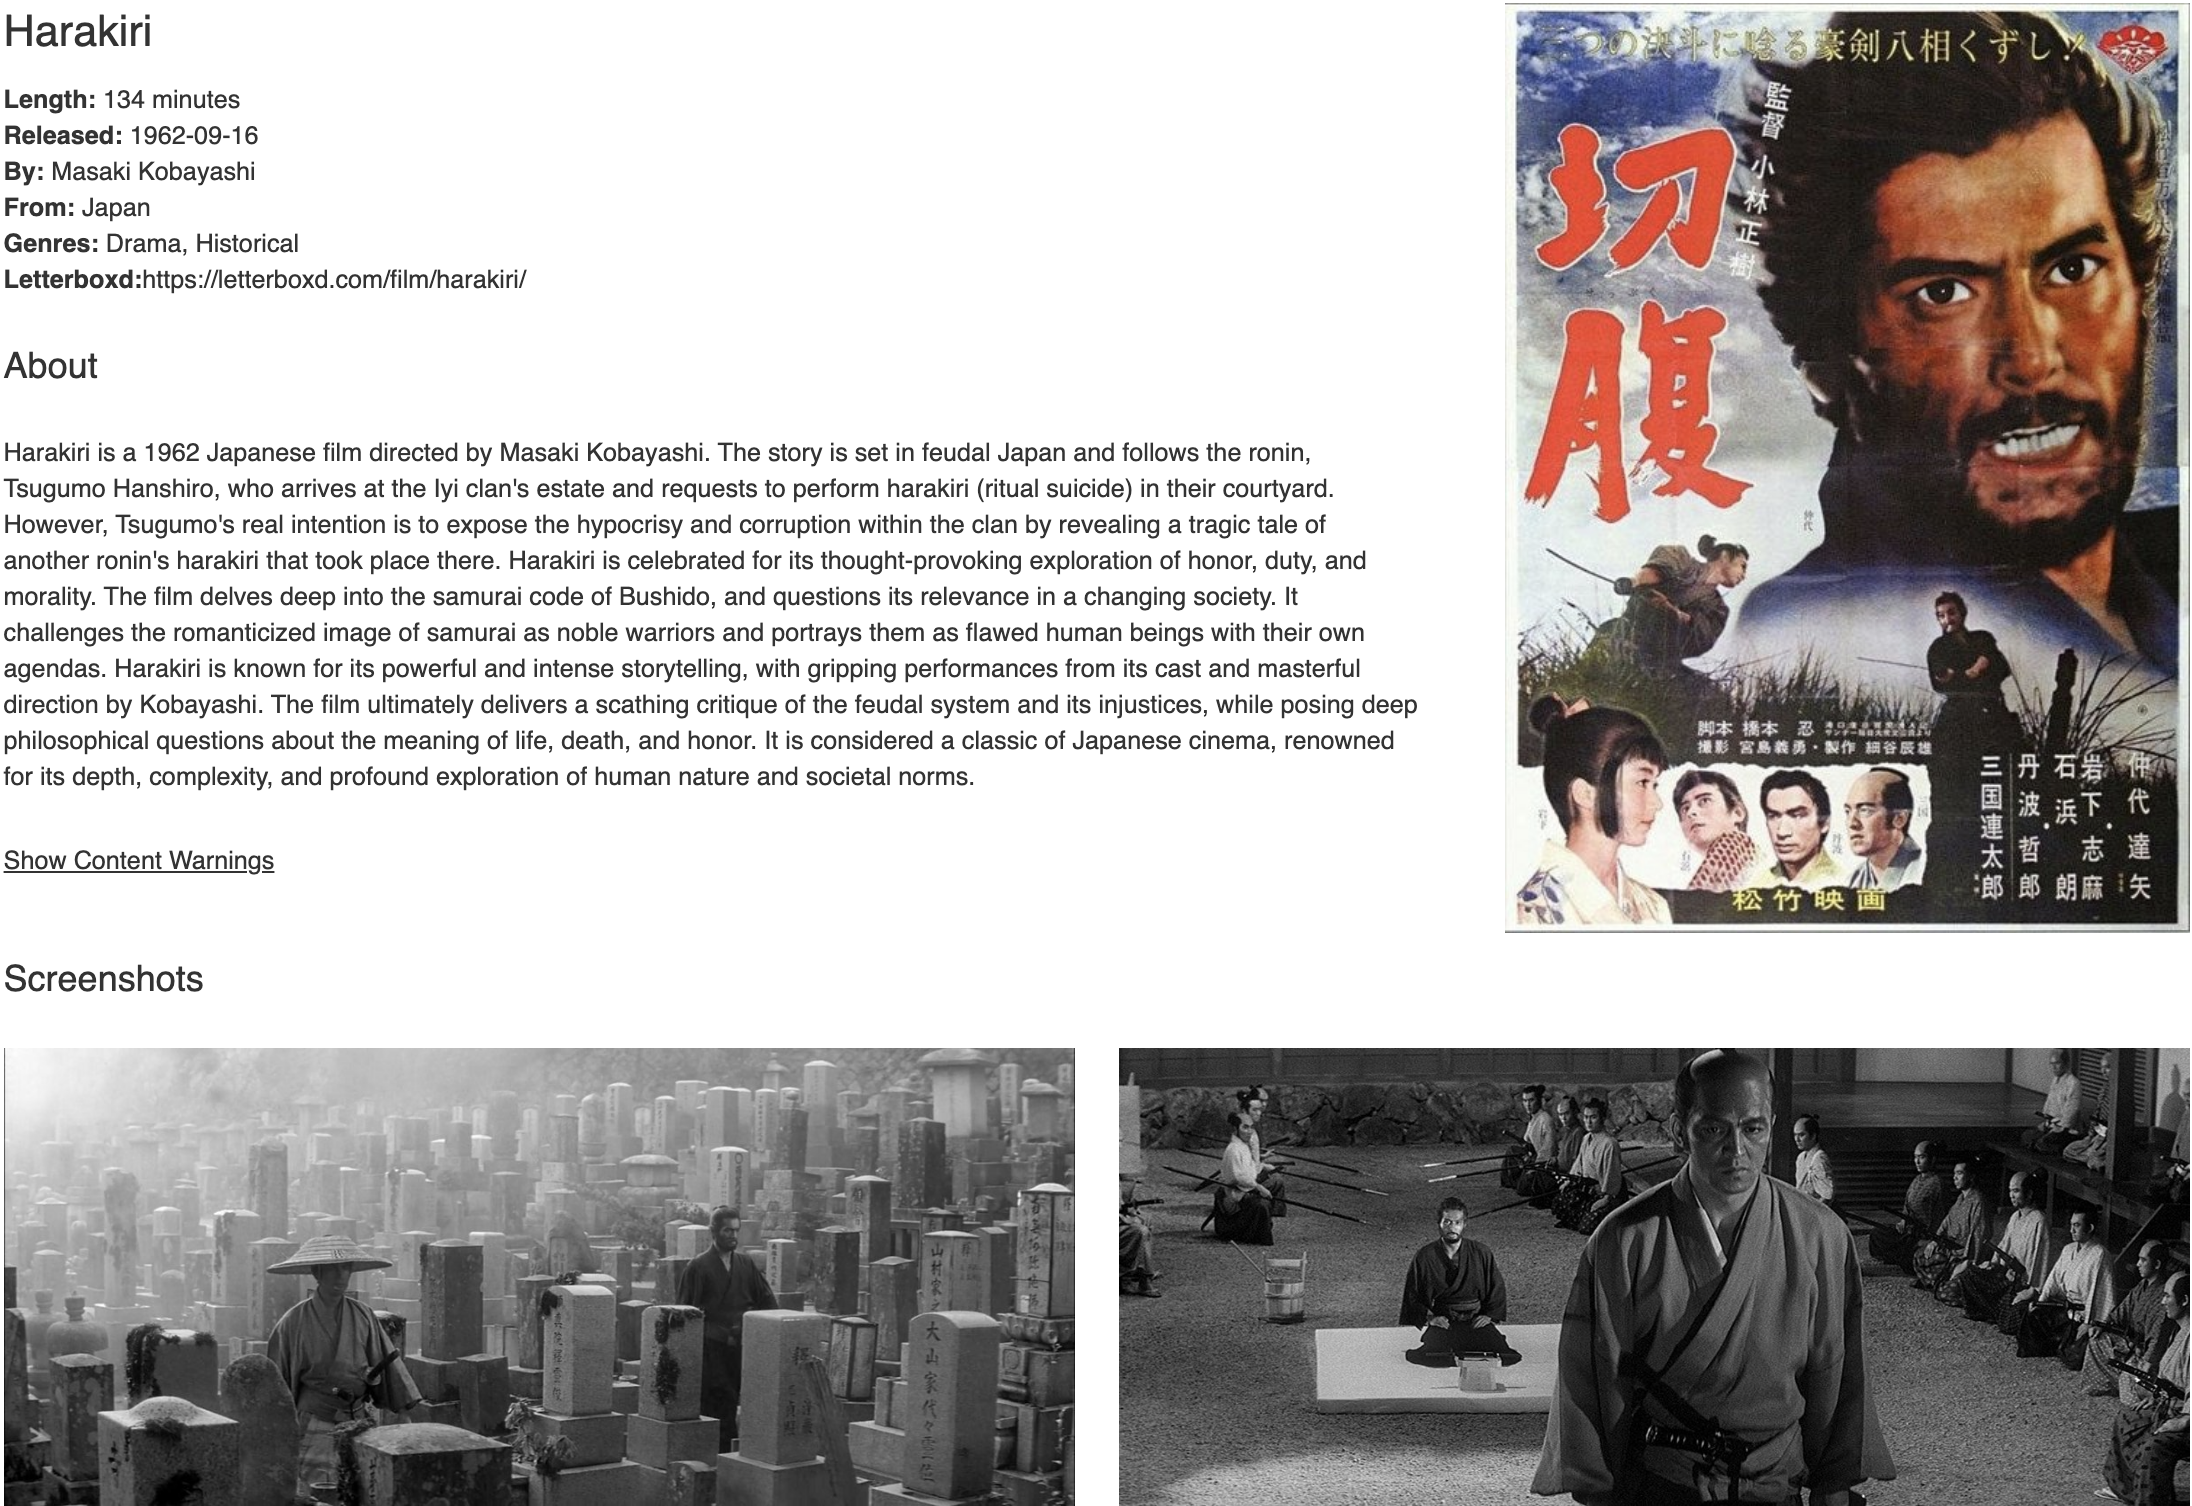 Harakiri
Length: 134 minutes
Released: 1962-09-16
By: Masaki Kobayashi
From: Japan
Genres: Drama, Historical
Letterboxd:https://letterboxd.com/film/harakiri/
About
Harakiri is a 1962 Japanese film directed by Masaki Kobayashi. The story is set in feudal Japan and follows the ronin,
Tsugumo Hanshiro, who arrives at the Iyi clan's estate and requests to perform harakiri (ritual suicide) in their courtyard.
However, Tsugumo's real intention is to expose the hypocrisy and corruption within the clan by revealing a tragic tale of
another ronin's harakiri that took place there. Harakiri is celebrated for its thought-provoking exploration of honor, duty, and
morality. The film delves deep into the samurai code of Bushido, and questions its relevance in a changing society. It
challenges the romanticized image of samurai as noble warriors and portrays them as flawed human beings with their own
agendas. Harakiri is known for its powerful and intense storytelling, with gripping performances from its cast and masterful
direction by Kobayashi. The film ultimately delivers a scathing critique of the feudal system and its injustices, while posing deep
philosophical questions about the meaning of life, death, and honor. It is considered a classic of Japanese cinema, renowned
for its depth, complexity, and profound exploration of human nature and societal norms.
Show Content Warnings
三つの決斗に唸る豪剣八相くずし!
監督 小林正樹
切腹
せっぷく
仲代
脚本 橋本 忍
撮影 宮島義勇・製作 細谷辰雄
仲代達矢
岩下志麻・
石浜朗・
丹波哲郎
三国連太郎
岩下
石浜
丹波
三国
松竹映画
Screenshots
山村家
大山家代々